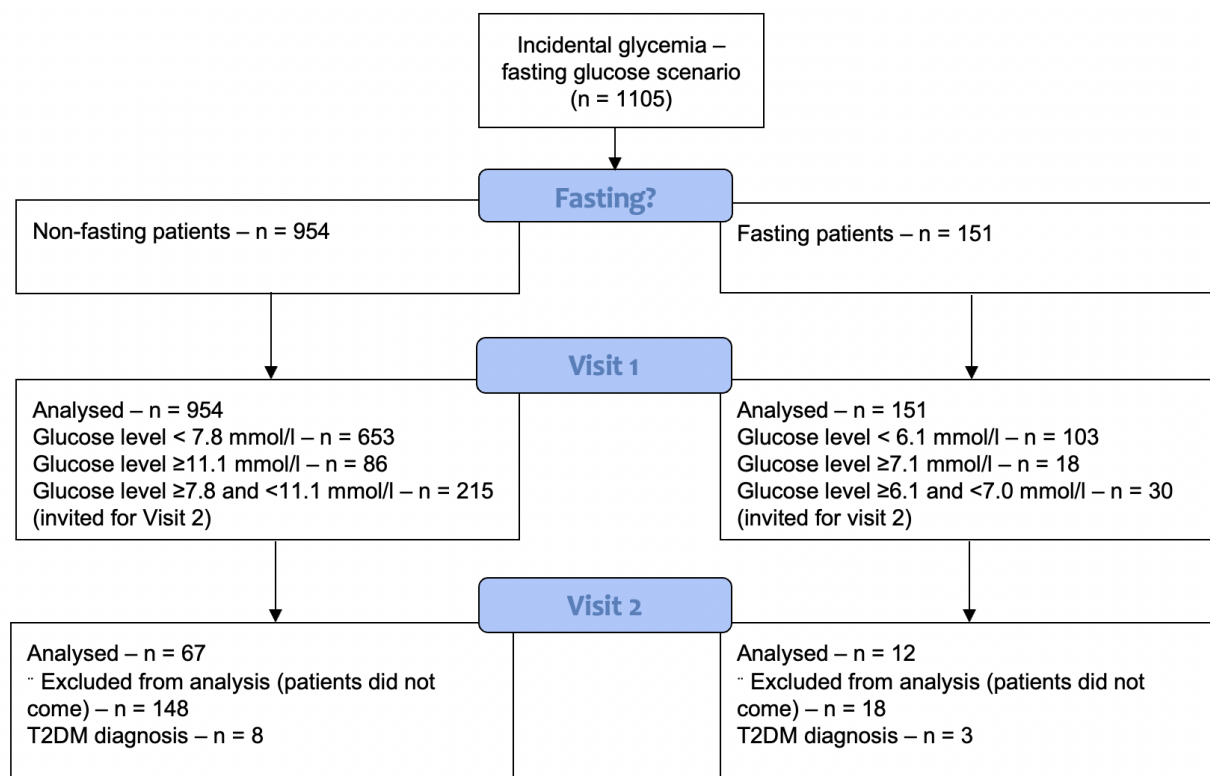 Incidental glycemia –
fasting glucose scenario
(n = 1105)
Fasting?
Non-fasting patients – n = 954
Fasting patients – n = 151
Visit 1
Analysed – n = 954
Glucose level < 7.8 mmol/l – n = 653
Glucose level ≥11.1 mmol/l – n = 86
Glucose level ≥7.8 and <11.1 mmol/l – n = 215
(invited for Visit 2)
Analysed – n = 151
Glucose level < 6.1 mmol/l – n = 103
Glucose level ≥7.1 mmol/l – n = 18
Glucose level ≥6.1 and <7.0 mmol/l – n = 30
(invited for visit 2)
Visit 2
Analysed – n = 67
¨ Excluded from analysis (patients did not
come) – n = 148
T2DM diagnosis – n = 8
Analysed – n = 12
¨ Excluded from analysis (patients did not
come) – n = 18
T2DM diagnosis – n = 3